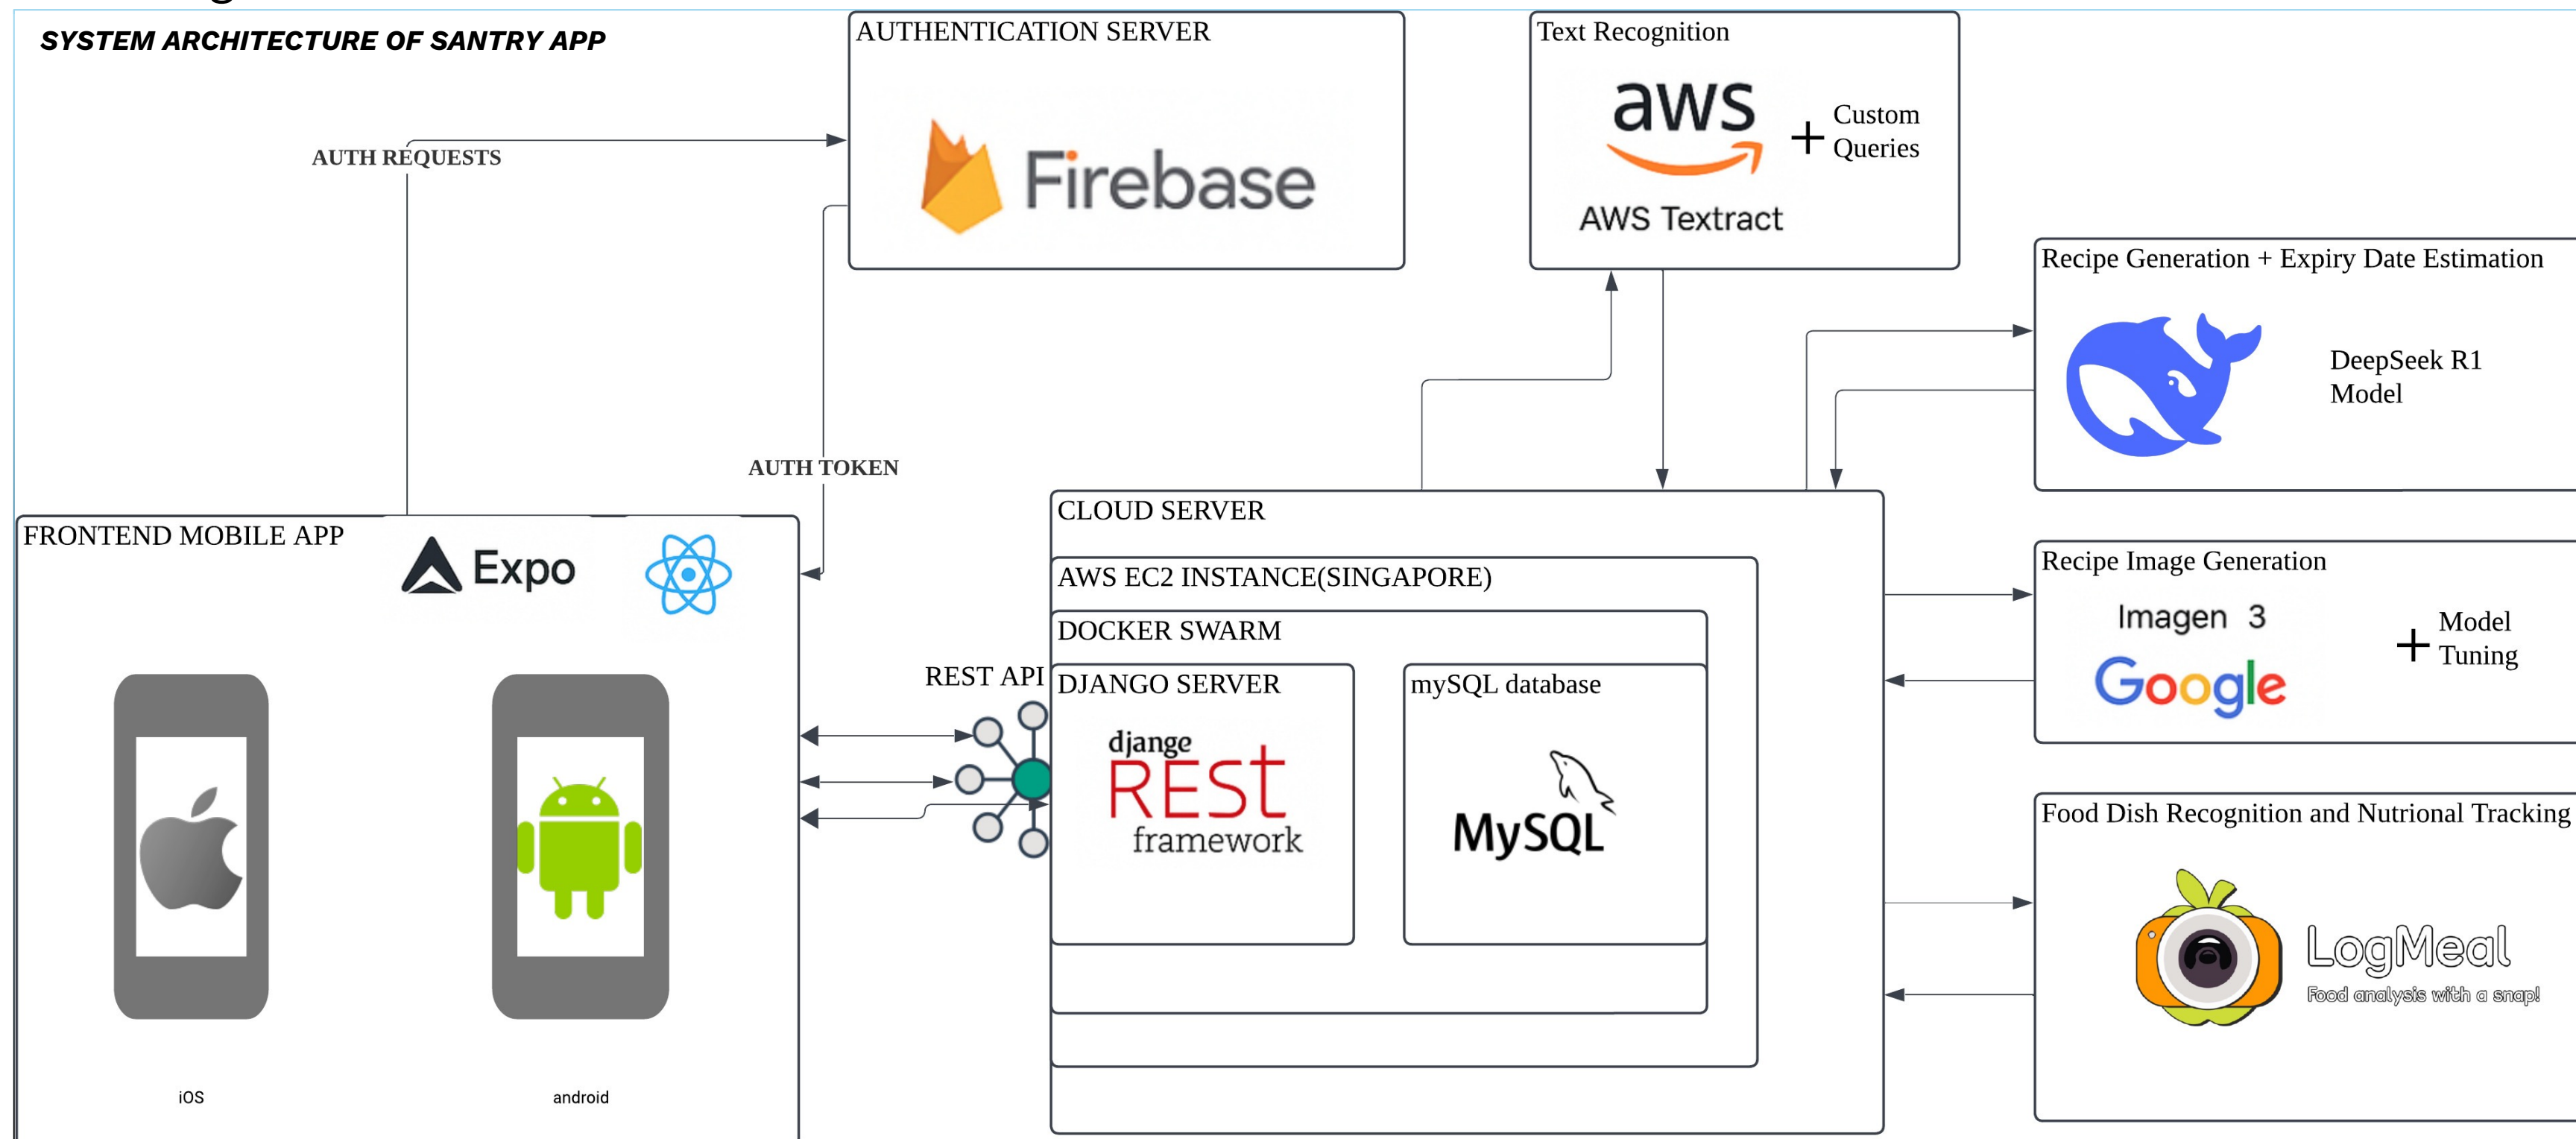 SYSTEM ARCHITECTURE OF SANTRY APP
AUTHENTICATION SERVER
Firebase
Text Recognition
aws
Custom
Queries
AWS Textract
AUTH REQUESTS
AUTH TOKEN
Recipe Generation + Expiry Date Estimation
DeepSeek R1
Model
FRONTEND MOBILE APP
Expo
iOS
android
REST API
CLOUD SERVER
AWS EC2 INSTANCE(SINGAPORE)
DOCKER SWARM
DJANGO SERVER
djange
REST
framework
mySQL database
MySQL
Recipe Image Generation
Imagen 3
Google
+ Model
Tuning
Food Dish Recognition and Nutrional Tracking
LogMeal
Food analysis with a snap!